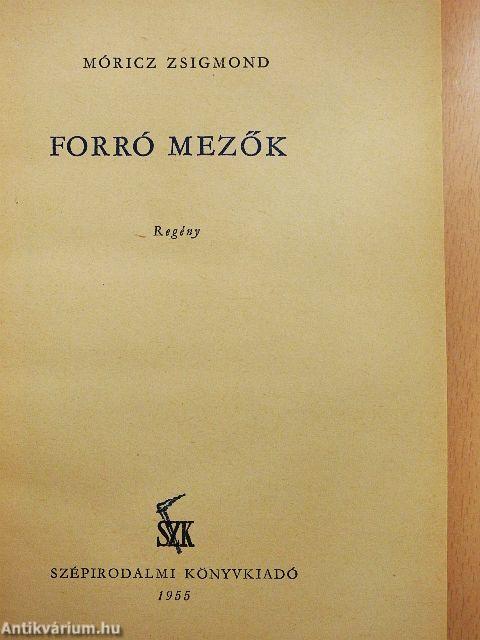 MÓRICZ ZSIGMOND
FORRÓ MEZŐK
Regény
SZK
SZÉPIRODALMI KÖNYVKIADÓ
1955
Antikvárium.hu